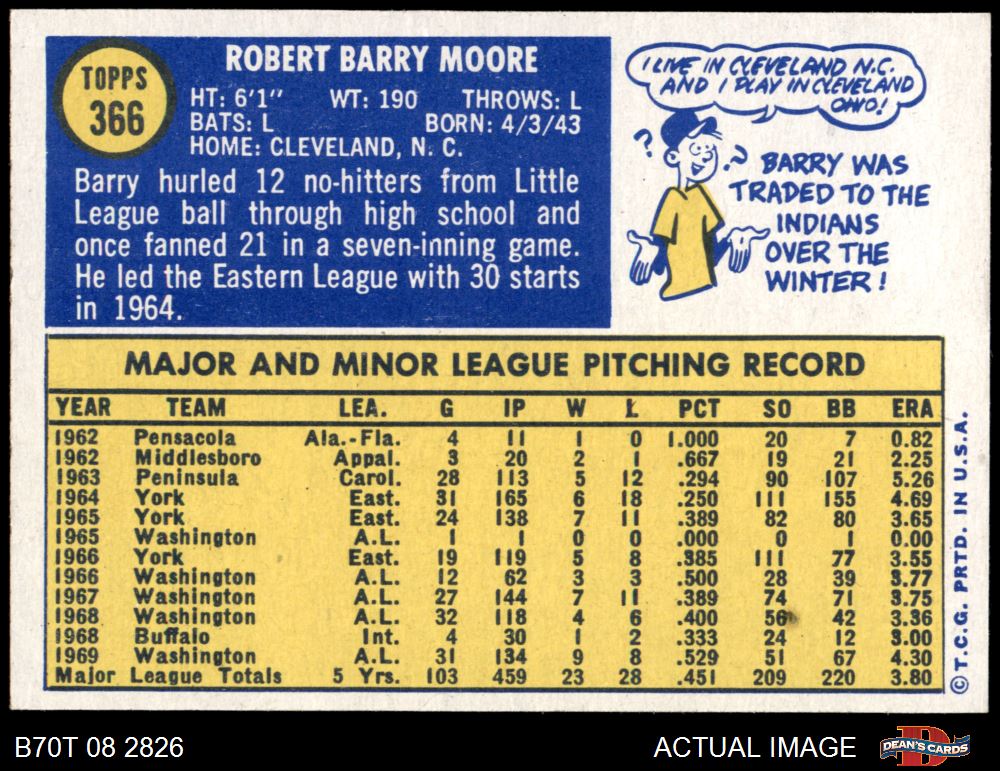 TOPPS
366
ROBERT BARRY MOORE
HT: 6'1" WT: 190 THROWS: L
BATS: L BORN: 4/3/43
HOME: CLEVELAND, N. C.
Barry hurled 12 no-hitters from Little
League ball through high school and
once fanned 21 in a seven-inning game.
He led the Eastern League with 30 starts
in 1964.
I LIVE IN CLEVELAND N.C.
AND I PLAY IN CLEVELAND
OHIO!
? ?
BARRY WAS
TRADED TO THE
INDIANS
OVER THE
WINTER!
MAJOR AND MINOR LEAGUE PITCHING RECORD
YEAR TEAM LEA. G IP W L PCT SO BB ERA
1962 Pensacola Ala.-Fla. 4 11 1 0 1.000 20 7 0.82
1962 Middlesboro Appal. 3 20 2 1 .667 19 21 2.25
1963 Peninsula Carol. 28 113 5 12 .294 90 107 5.26
1964 York East. 31 165 6 18 .250 111 155 4.69
1965 York East. 24 138 7 11 .389 82 80 3.65
1965 Washington A.L. 1 1 0 0 .000 0 1 0.00
1966 York East. 19 119 5 8 .385 111 77 3.55
1966 Washington A.L. 12 62 3 3 .500 28 39 3.77
1967 Washington A.L. 27 144 7 11 .389 74 71 3.75
1968 Washington A.L. 32 118 4 6 .400 56 42 3.36
1968 Buffalo Int. 4 30 1 2 .333 24 12 3.00
1969 Washington A.L. 31 134 9 8 .529 51 67 4.30
Major League Totals 5 Yrs. 103 459 23 28 .451 209 220 3.80
© T.C.G. PRTD. IN U.S.A.
B70T 08 2826
ACTUAL IMAGE
DEAN'S CARDS